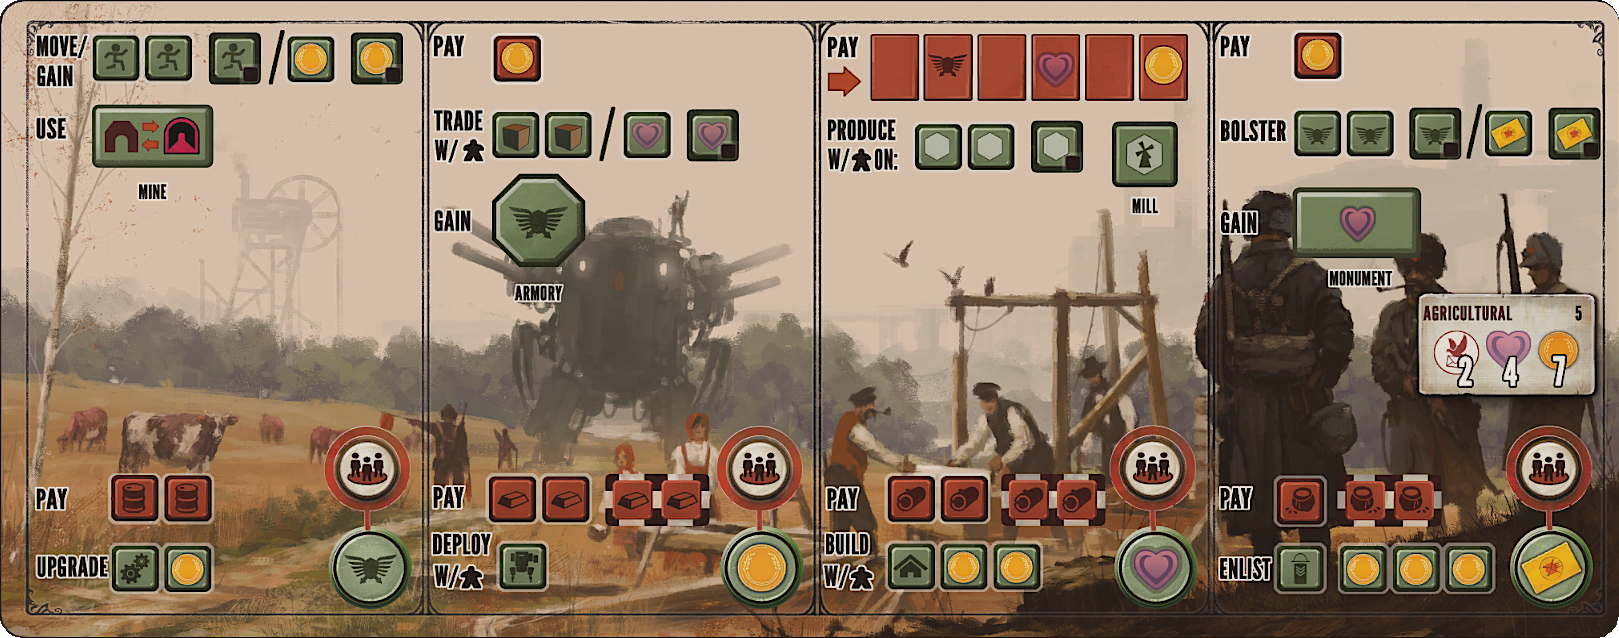 MOVE/
GAIN
USE
MINE
PAY
UPGRADE
PAY
TRADE
W/
GAIN
ARMORY
PAY
DEPLOY
W/
PAY
PRODUCE
W/ ON:
MILL
PAY
BUILD
W/
PAY
BOLSTER
GAIN
MONUMENT
AGRICULTURAL 5
2 4 7
PAY
ENLIST